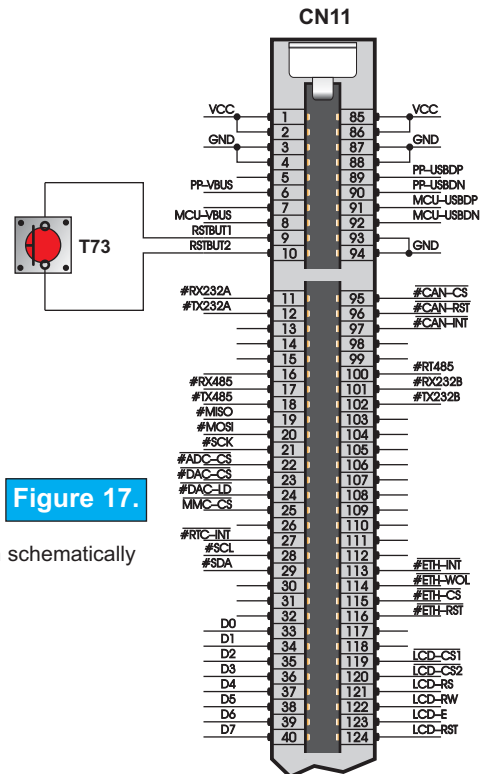 CN11
VCC 1 85 VCC
2 86
GND 3 87 GND
4 88
5 89 PP-USBDP
PP-VBUS 6 90 PP-USBDN
7 91 MCU-USBDP
MCU-VBUS 8 92 MCU-USBDN
RSTBUT1 9 93
T73
RSTBUT2 10 94 GND
#RX232A 11 95 #CAN-CS
#TX232A 12 96 #CAN-RST
13 97 #CAN-INT
14 98
15 99
16 100 #RT485
#RX485 17 101 #RX232B
#TX485 18 102 #TX232B
#MISO 19 103
#MOSI 20 104
#SCK 21 105
#ADC-CS 22 106
#DAC-CS 23 107
#DAC-LD 24 108
MMC-CS 25 109
Figure 17.
26 110
#RTC-INT 27 111
#SCL 28 112
schematically
#SDA 29 113 #ETH-INT
30 114 #ETH-WOL
31 115 #ETH-CS
32 116 #ETH-RST
D0 33 117
D1 34 118
D2 35 119 LCD-CS1
D3 36 120 LCD-CS2
D4 37 121 LCD-RS
D5 38 122 LCD-RW
D6 39 123 LCD-E
D7 40 124 LCD-RST